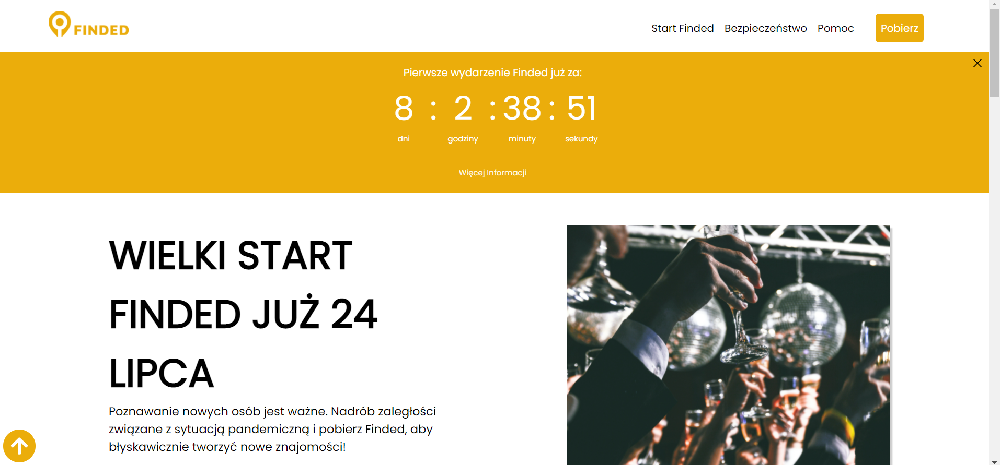 FINDED
Start Finded
Bezpieczeństwo
Pomoc
Pobierz
Pierwsze wydarzenie Finded już za:
8 : 2 : 38 : 51
dni godziny minuty sekundy
Więcej Informacji
WIELKI START
FINDED JUŻ 24
LIPCA
Poznawanie nowych osób jest ważne. Nadrób zaległości
związane z sytuacją pandemiczną i pobierz Finded, aby
błyskawicznie tworzyć nowe znajomości!